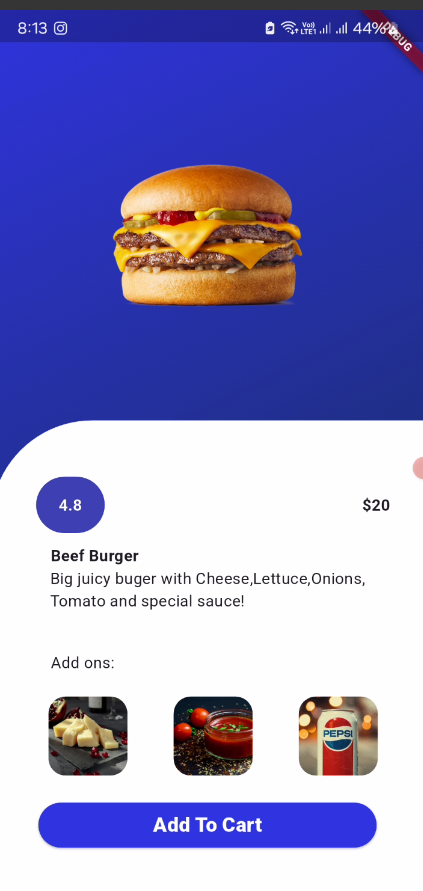 8:13
Vo))
LTE1
44%
DEBUG
4.8
$20
Beef Burger
Big juicy buger with Cheese,Lettuce,Onions,
Tomato and special sauce!
Add ons:
PEPSI
Add To Cart